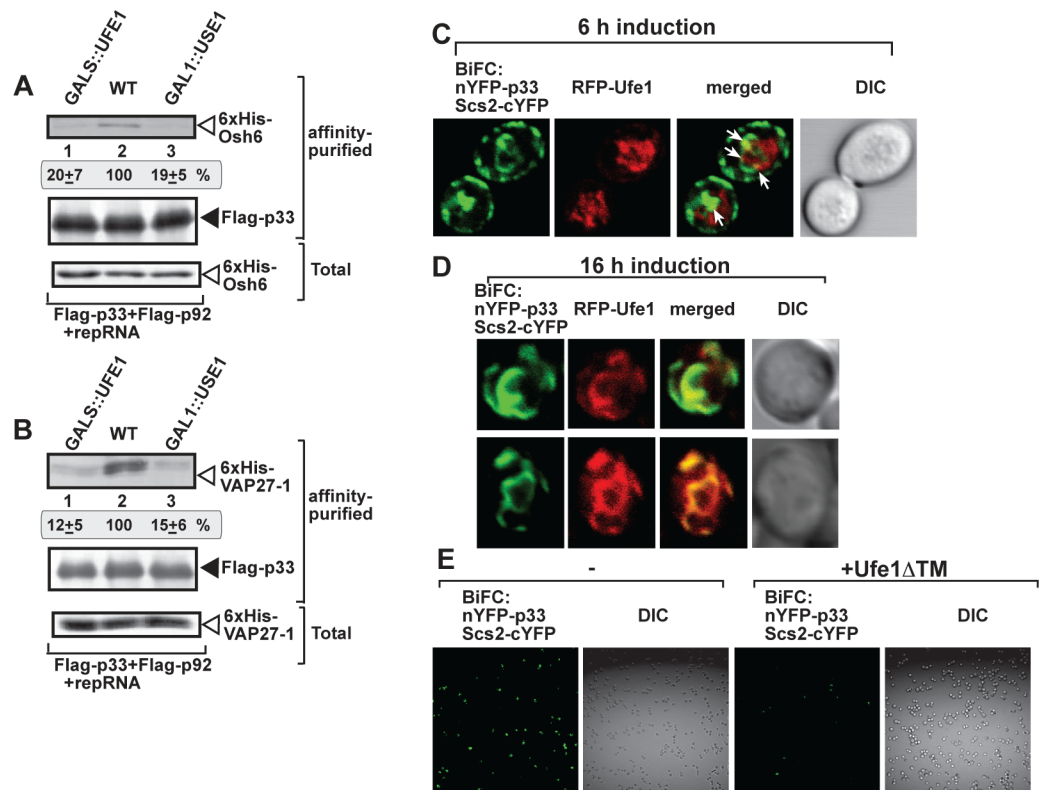 A
GALS::UFE1
WT
GAL1::USE1
6xHis-
Osh6
affinity-
purified
1 2 3
20±7 100 19±5 %
Flag-p33
6xHis-
Osh6
Total
Flag-p33+Flag-p92
+repRNA
B
GALS::UFE1
WT
GAL1::USE1
6xHis-
VAP27-1
affinity-
purified
1 2 3
12±5 100 15±6 %
Flag-p33
6xHis-
VAP27-1
Total
Flag-p33+Flag-p92
+repRNA
C
6 h induction
BiFC:
nYFP-p33
Scs2-cYFP
RFP-Ufe1
merged
DIC
D
16 h induction
BiFC:
nYFP-p33
Scs2-cYFP
RFP-Ufe1
merged
DIC
E
-
+Ufe1ΔTM
BiFC:
nYFP-p33
Scs2-cYFP
DIC
BiFC:
nYFP-p33
Scs2-cYFP
DIC